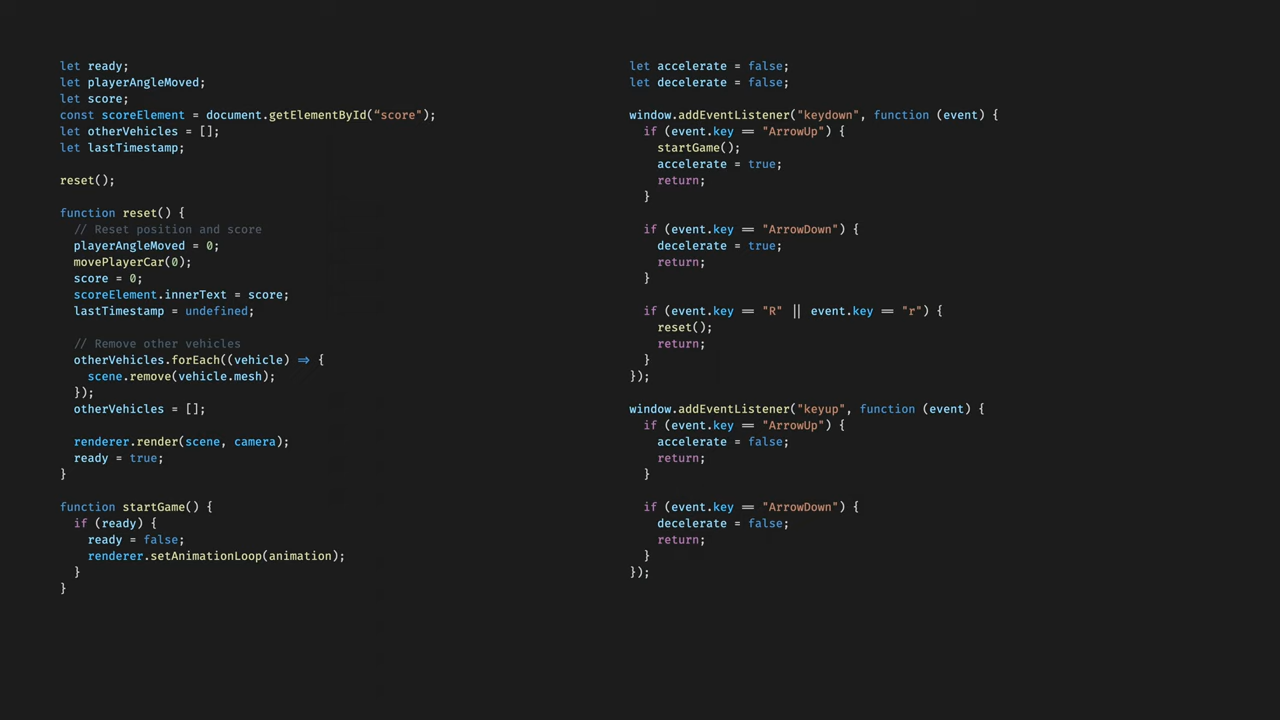 let ready;
let playerAngleMoved;
let score;
const scoreElement = document.getElementById(“score");
let otherVehicles = [];
let lastTimestamp;

reset();

function reset() {
  // Reset position and score
  playerAngleMoved = 0;
  movePlayerCar(0);
  score = 0;
  scoreElement.innerText = score;
  lastTimestamp = undefined;

  // Remove other vehicles
  otherVehicles.forEach((vehicle) => {
    scene.remove(vehicle.mesh);
  });
  otherVehicles = [];

  renderer.render(scene, camera);
  ready = true;
}

function startGame() {
  if (ready) {
    ready = false;
    renderer.setAnimationLoop(animation);
  }
}

let accelerate = false;
let decelerate = false;

window.addEventListener("keydown", function (event) {
  if (event.key == "ArrowUp") {
    startGame();
    accelerate = true;
    return;
  }

  if (event.key == "ArrowDown") {
    decelerate = true;
    return;
  }

  if (event.key == "R" || event.key == "r") {
    reset();
    return;
  }
});

window.addEventListener("keyup", function (event) {
  if (event.key == "ArrowUp") {
    accelerate = false;
    return;
  }

  if (event.key == "ArrowDown") {
    decelerate = false;
    return;
  }
});